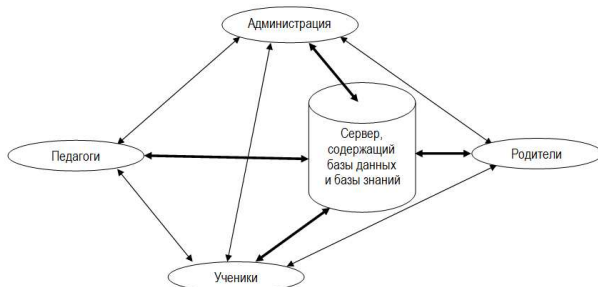 Администрация
Сервер,
содержащий
базы данных
и базы знаний
Педагоги
Родители
Ученики